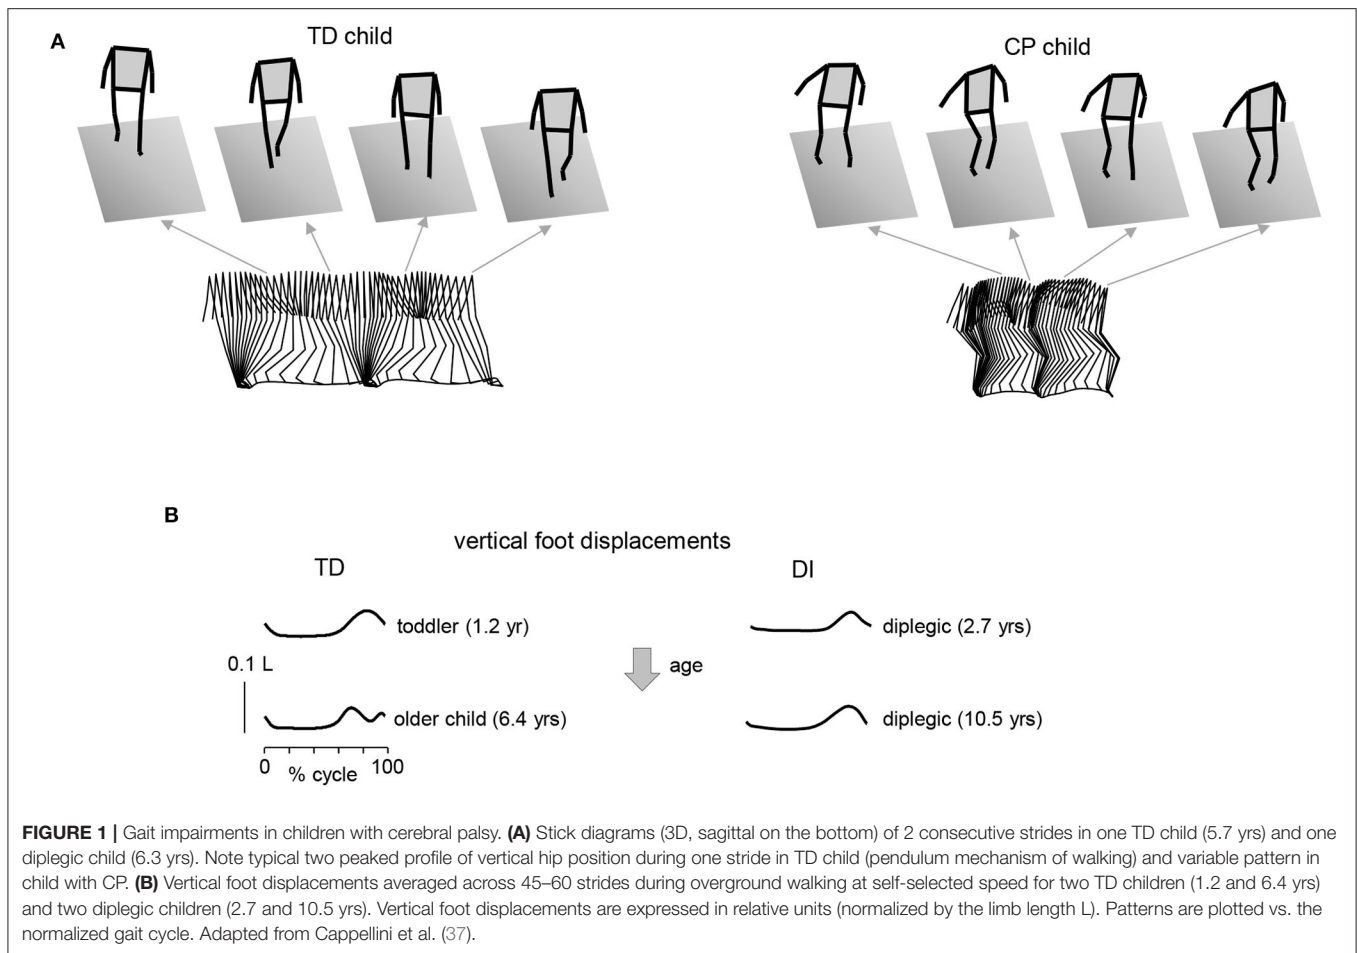 A
TD child
CP child
B
vertical foot displacements
TD
DI
toddler (1.2 yr)
diplegic (2.7 yrs)
0.1 L
age
older child (6.4 yrs)
diplegic (10.5 yrs)
0
% cycle
100
FIGURE 1 | Gait impairments in children with cerebral palsy. (A) Stick diagrams (3D, sagittal on the bottom) of 2 consecutive strides in one TD child (5.7 yrs) and one
diplegic child (6.3 yrs). Note typical two peaked profile of vertical hip position during one stride in TD child (pendulum mechanism of walking) and variable pattern in
child with CP. (B) Vertical foot displacements averaged across 45–60 strides during overground walking at self-selected speed for two TD children (1.2 and 6.4 yrs)
and two diplegic children (2.7 and 10.5 yrs). Vertical foot displacements are expressed in relative units (normalized by the limb length L). Patterns are plotted vs. the
normalized gait cycle. Adapted from Cappellini et al. (37).